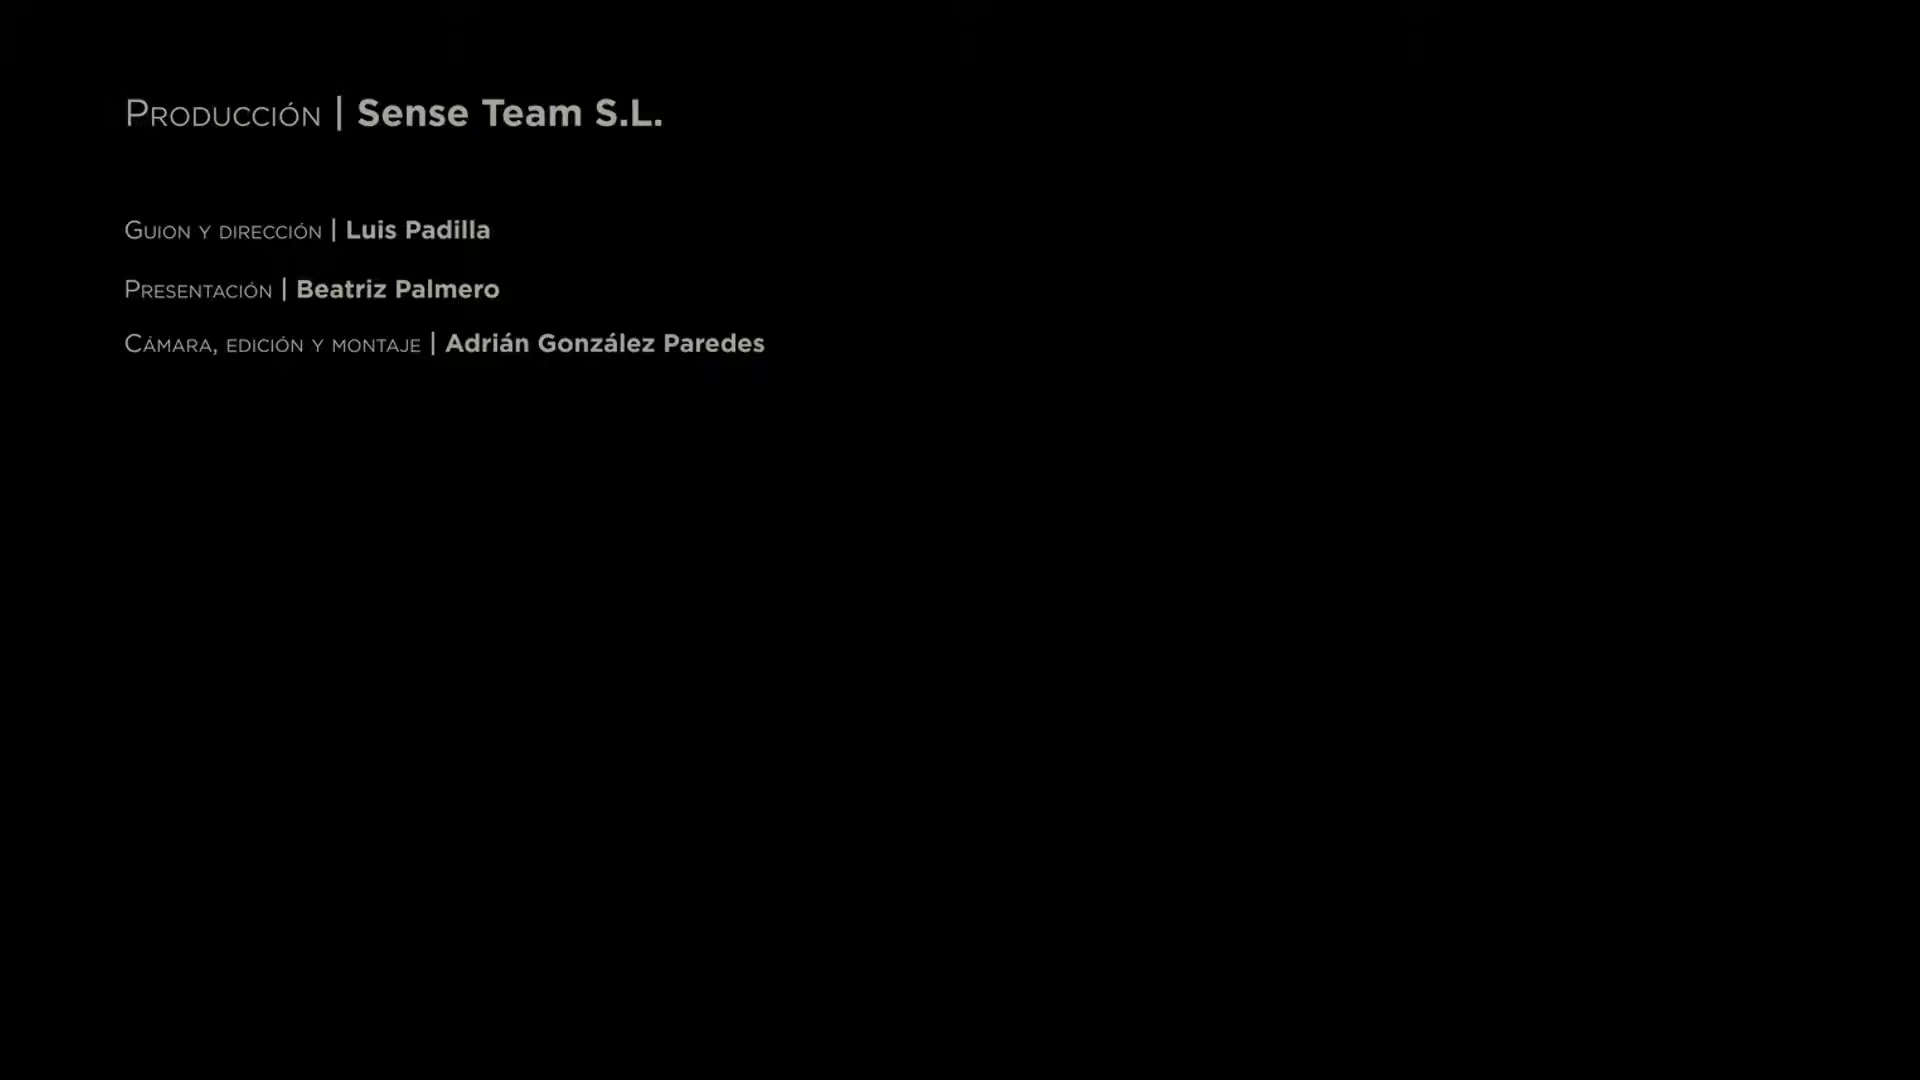 Producción | Sense Team S.L.
Guion y dirección | Luis Padilla
Presentación | Beatriz Palmero
Cámara, edición y montaje | Adrián González Paredes